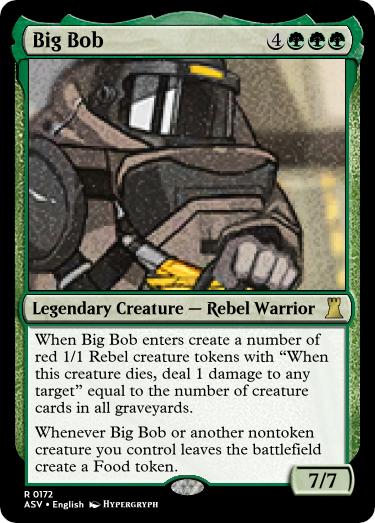 Big Bob 4
Legendary Creature — Rebel Warrior
When Big Bob enters create a number of
red 1/1 Rebel creature tokens with “When
this creature dies, deal 1 damage to any
target” equal to the number of creature
cards in all graveyards.
Whenever Big Bob or another nontoken
creature you control leaves the battlefield
create a Food token.
7/7
R 0172
ASV • English HYPERGRYPH